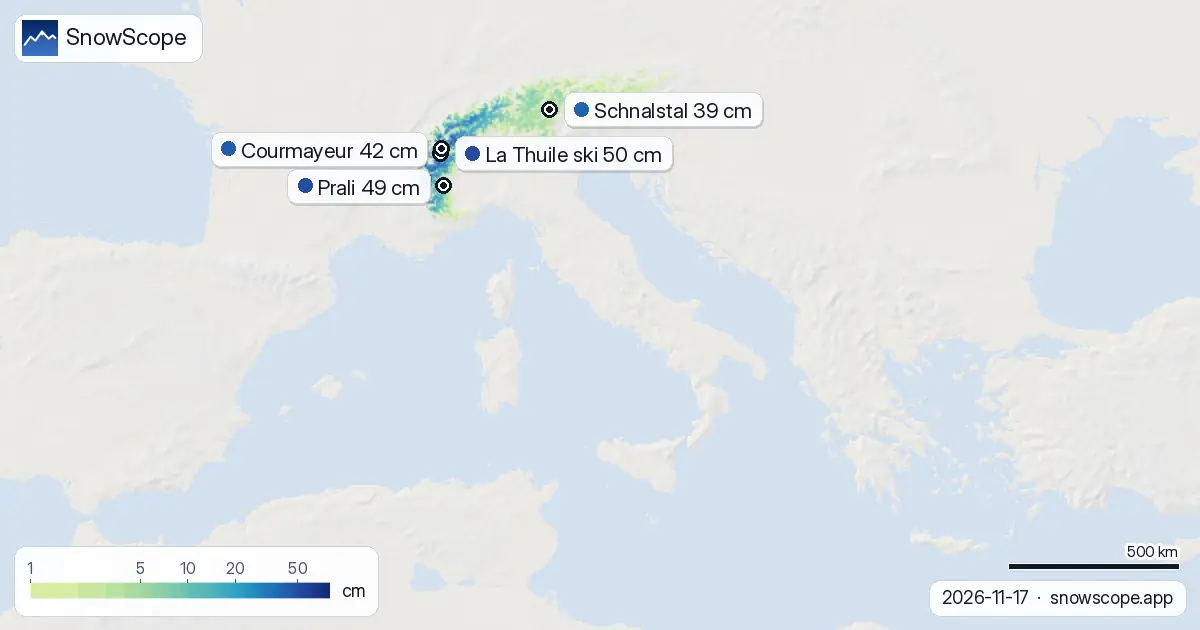 SnowScope
Schnalstal 39 cm
Courmayeur 42 cm
La Thuile ski 50 cm
Prali 49 cm
1 5 10 20 50
cm
500 km
2026-11-17 · snowscope.app